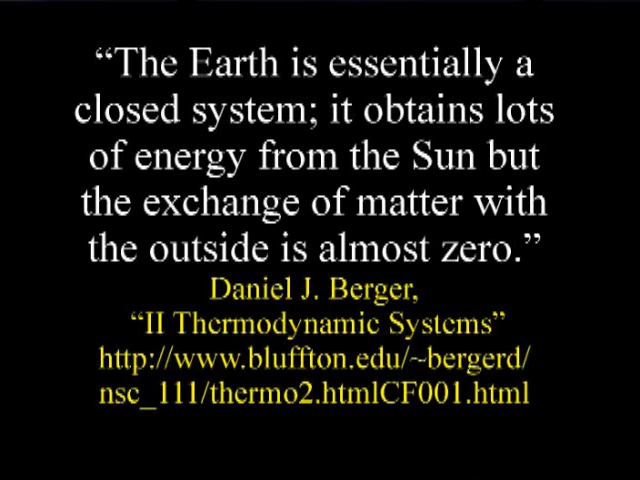 “The Earth is essentially a
closed system; it obtains lots
of energy from the Sun but
the exchange of matter with
the outside is almost zero.”
Daniel J. Berger,
“II Thermodynamic Systems”
http://www.bluffton.edu/~bergerd/
nsc_111/thermo2.htmlCF001.html